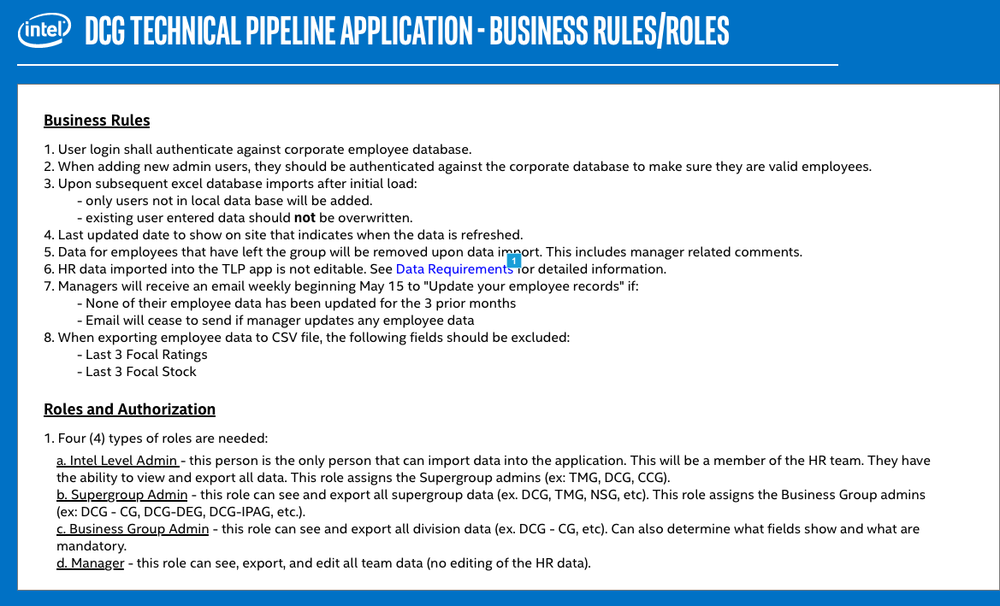 intel
DCG TECHNICAL PIPELINE APPLICATION - BUSINESS RULES/ROLES
Business Rules
1. User login shall authenticate against corporate employee database.
2. When adding new admin users, they should be authenticated against the corporate database to make sure they are valid employees.
3. Upon subsequent excel database imports after initial load:
- only users not in local data base will be added.
- existing user entered data should not be overwritten.
4. Last updated date to show on site that indicates when the data is refreshed.
5. Data for employees that have left the group will be removed upon data import. This includes manager related comments.
1
6. HR data imported into the TLP app is not editable. See Data Requirements for detailed information.
7. Managers will receive an email weekly beginning May 15 to "Update your employee records" if:
- None of their employee data has been updated for the 3 prior months
- Email will cease to send if manager updates any employee data
8. When exporting employee data to CSV file, the following fields should be excluded:
- Last 3 Focal Ratings
- Last 3 Focal Stock
Roles and Authorization
1. Four (4) types of roles are needed:
a. Intel Level Admin - this person is the only person that can import data into the application. This will be a member of the HR team. They have
the ability to view and export all data. This role assigns the Supergroup admins (ex: TMG, DCG, CCG).
b. Supergroup Admin - this role can see and export all supergroup data (ex. DCG, TMG, NSG, etc). This role assigns the Business Group admins
(ex: DCG - CG, DCG-DEG, DCG-IPAG, etc.).
c. Business Group Admin - this role can see and export all division data (ex. DCG - CG, etc). Can also determine what fields show and what are
mandatory.
d. Manager - this role can see, export, and edit all team data (no editing of the HR data).